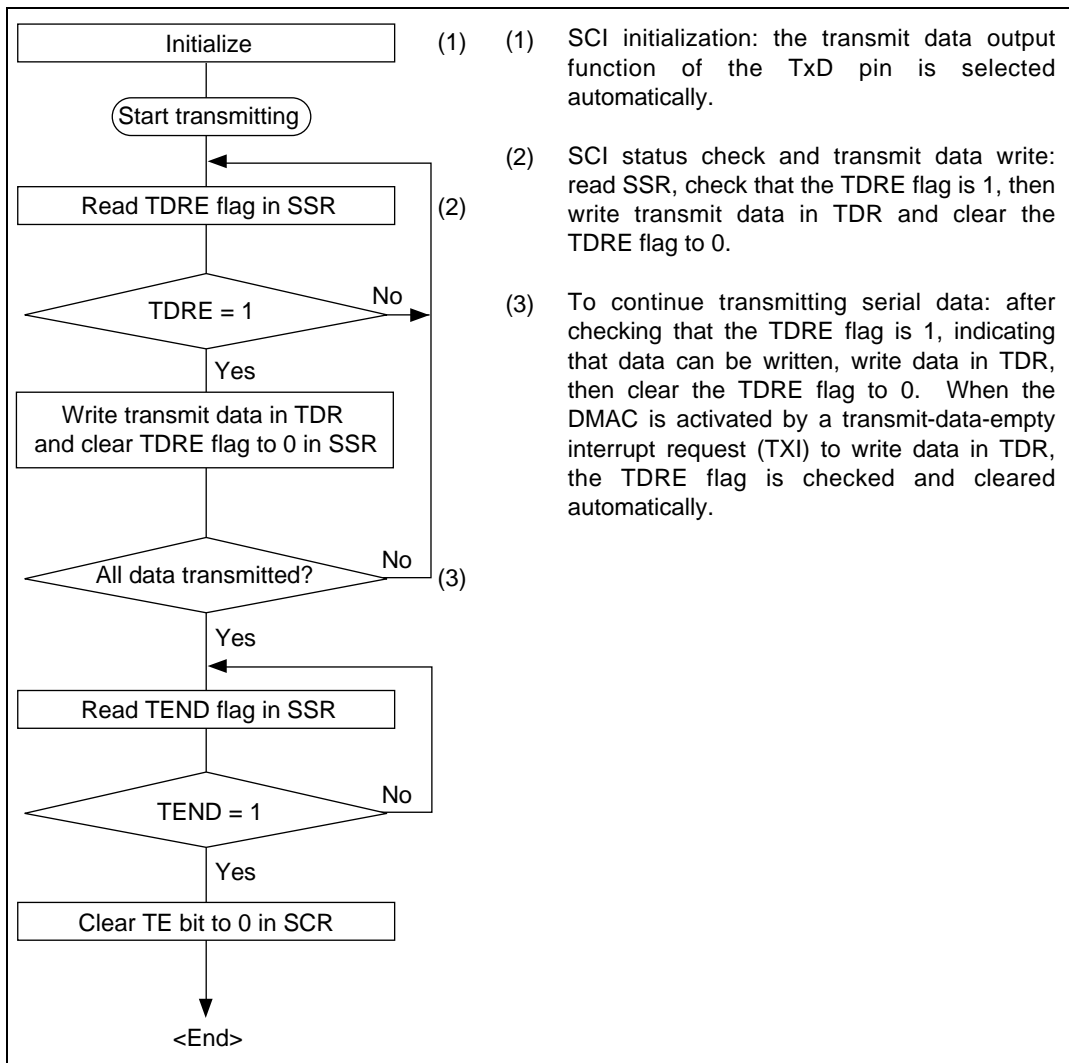 Initialize
(1)
Start transmitting
Read TDRE flag in SSR
(2)
TDRE = 1
No
Yes
Write transmit data in TDR
and clear TDRE flag to 0 in SSR
All data transmitted?
No
(3)
Yes
Read TEND flag in SSR
TEND = 1
No
Yes
Clear TE bit to 0 in SCR
<End>
(1) SCI initialization: the transmit data output
function of the TxD pin is selected
automatically.
(2) SCI status check and transmit data write:
read SSR, check that the TDRE flag is 1, then
write transmit data in TDR and clear the
TDRE flag to 0.
(3) To continue transmitting serial data: after
checking that the TDRE flag is 1, indicating
that data can be written, write data in TDR,
then clear the TDRE flag to 0. When the
DMAC is activated by a transmit-data-empty
interrupt request (TXI) to write data in TDR,
the TDRE flag is checked and cleared
automatically.